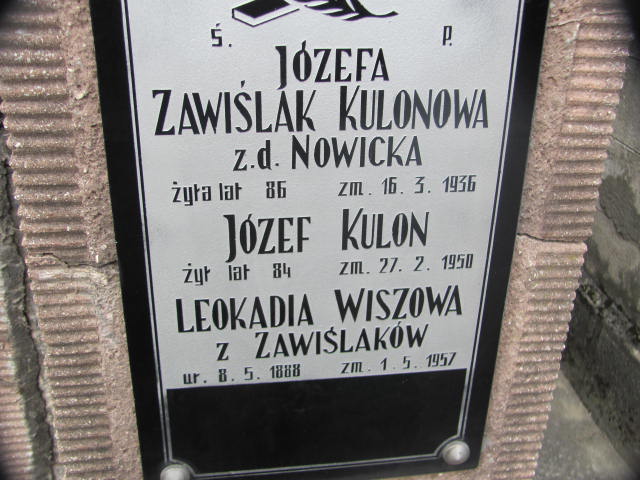 Ś. P.
JÓZEFA
ZAWIŚLAK KULONOWA
z.d. NOWICKA
żyła lat 86 zm. 16. 3. 1936
JÓZEF KULON
żył lat 84 zm. 27. 2. 1950
LEOKADIA WISZOWA
Z ZAWIŚLAKÓW
ur. 8. 5. 1888 zm. 1. 5. 1957